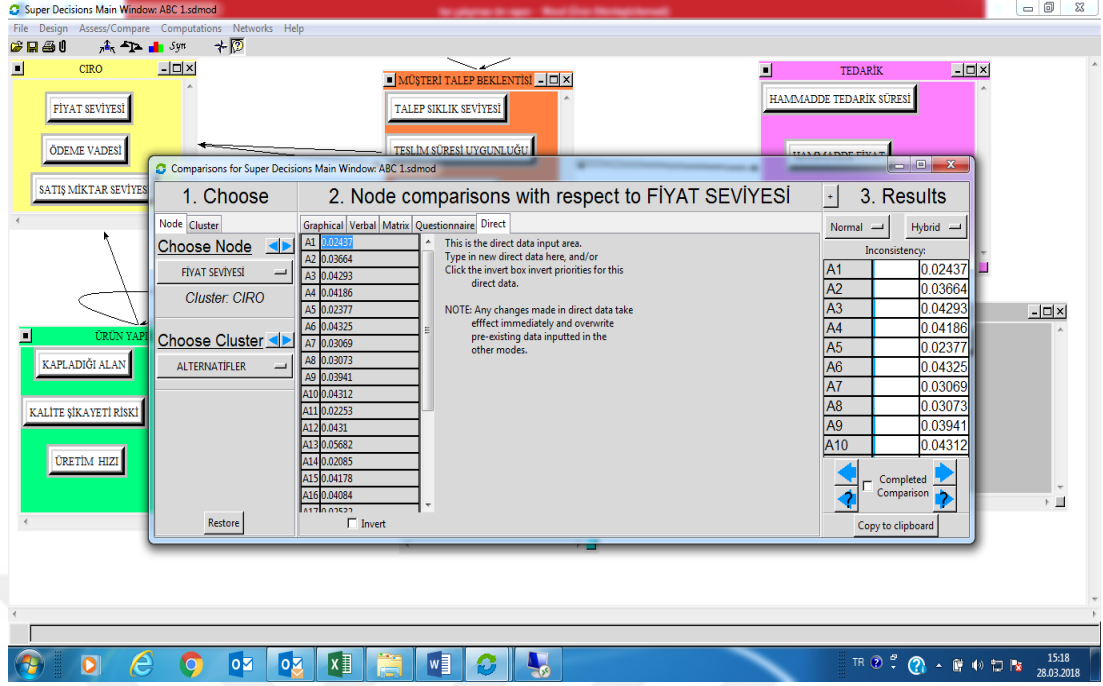 Super Decisions Main Window: ABC 1.sdmod
File Design Assess/Compare Computations Networks Help
Syn
CIRO
FİYAT SEVİYESİ
ÖDEME VADESİ
SATIŞ MİKTAR SEVİYES
MÜŞTERİ TALEP BEKLENTİSİ
TALEP SIKLIK SEVİYESİ
TESLİM SÜRESİ UYGUNLUĞU
TEDARİK
HAMMADDE TEDARİK SÜRESİ
HAMMADDE FİYAT
ÜRÜN YAPI
KAPLADIĞI ALAN
KALİTE ŞİKAYETİ RİSKİ
ÜRETİM HIZI
Comparisons for Super Decisions Main Window: ABC 1.sdmod
1. Choose
Node Cluster
Choose Node
FİYAT SEVİYESİ
Cluster: CIRO
Choose Cluster
ALTERNATİFLER
Restore
2. Node comparisons with respect to FİYAT SEVİYESİ
Graphical Verbal Matrix Questionnaire Direct
A1 0.02437
A2 0.03664
A3 0.04293
A4 0.04186
A5 0.02377
A6 0.04325
A7 0.03069
A8 0.03073
A9 0.03941
A10 0.04312
A11 0.02253
A12 0.0431
A13 0.05682
A14 0.02085
A15 0.04178
A16 0.04084
A17 0.02532
Invert
This is the direct data input area.
Type in new direct data here, and/or
Click the invert box invert priorities for this
direct data.
NOTE: Any changes made in direct data take
efffect immediately and overwrite
pre-existing data inputted in the
other modes.
+ 3. Results
Normal Hybrid
Inconsistency:
A1 0.02437
A2 0.03664
A3 0.04293
A4 0.04186
A5 0.02377
A6 0.04325
A7 0.03069
A8 0.03073
A9 0.03941
A10 0.04312
Completed
Comparison
Copy to clipboard
TR
15:18
28.03.2018